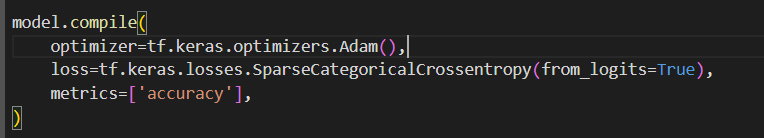 model.compile(
    optimizer=tf.keras.optimizers.Adam(),
    loss=tf.keras.losses.SparseCategoricalCrossentropy(from_logits=True),
    metrics=['accuracy'],
)